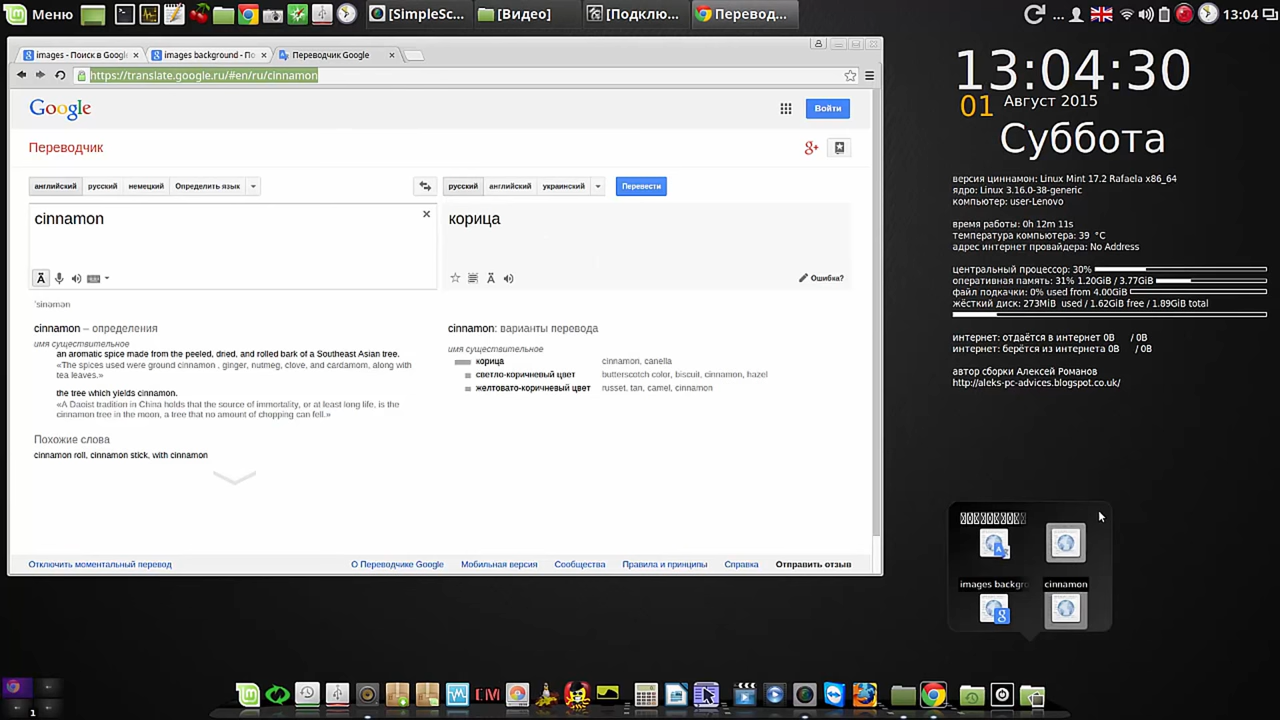 Меню
[SimpleSc...
[Видео]
[Подклю...
Перевод...
13:04
images - Поиск в Google
images background - По
Переводчик Google
https://translate.google.ru/#en/ru/cinnamon
Google
Войти
Переводчик
g+
английский русский немецкий Определить язык
русский английский украинский Перевести
cinnamon
корица
Ä
Ä
Ошибка?
ˈsinəmən
cinnamon – определения
имя существительное
an aromatic spice made from the peeled, dried, and rolled bark of a Southeast Asian tree.
«The spices used were ground cinnamon , ginger, nutmeg, clove, and cardamom, along with
tea leaves.»
the tree which yields cinnamon.
«A Daoist tradition in China holds that the source of immortality, or at least long life, is the
cinnamon tree in the moon, a tree that no amount of chopping can fell.»
Похожие слова
cinnamon roll, cinnamon stick, with cinnamon
cinnamon: варианты перевода
имя существительное
корица cinnamon, canella
светло-коричневый цвет butterscotch color, biscuit, cinnamon, hazel
желтовато-коричневый цвет russet, tan, camel, cinnamon
Отключить моментальный перевод
О Переводчике Google Мобильная версия Сообщества Правила и принципы Справка Отправить отзыв
13:04:30
01 Август 2015
Суббота
версия циннамон: Linux Mint 17.2 Rafaela x86_64
ядро: Linux 3.16.0-38-generic
компьютер: user-Lenovo
время работы: 0h 12m 11s
температура компьютера: 39 °C
адрес интернет провайдера: No Address
центральный процессор: 30%
оперативная память: 31% 1.20GiB / 3.77GiB
файл подкачки: 0% used from 4.00GiB
жёсткий диск: 273MiB used / 1.62GiB free / 1.89GiB total
интернет: отдаётся в интернет 0B / 0B
интернет: берётся из интернета 0B / 0B
автор сборки Алексей Романов
http://aleks-pc-advices.blogspot.co.uk/
images backgro
cinnamon
1